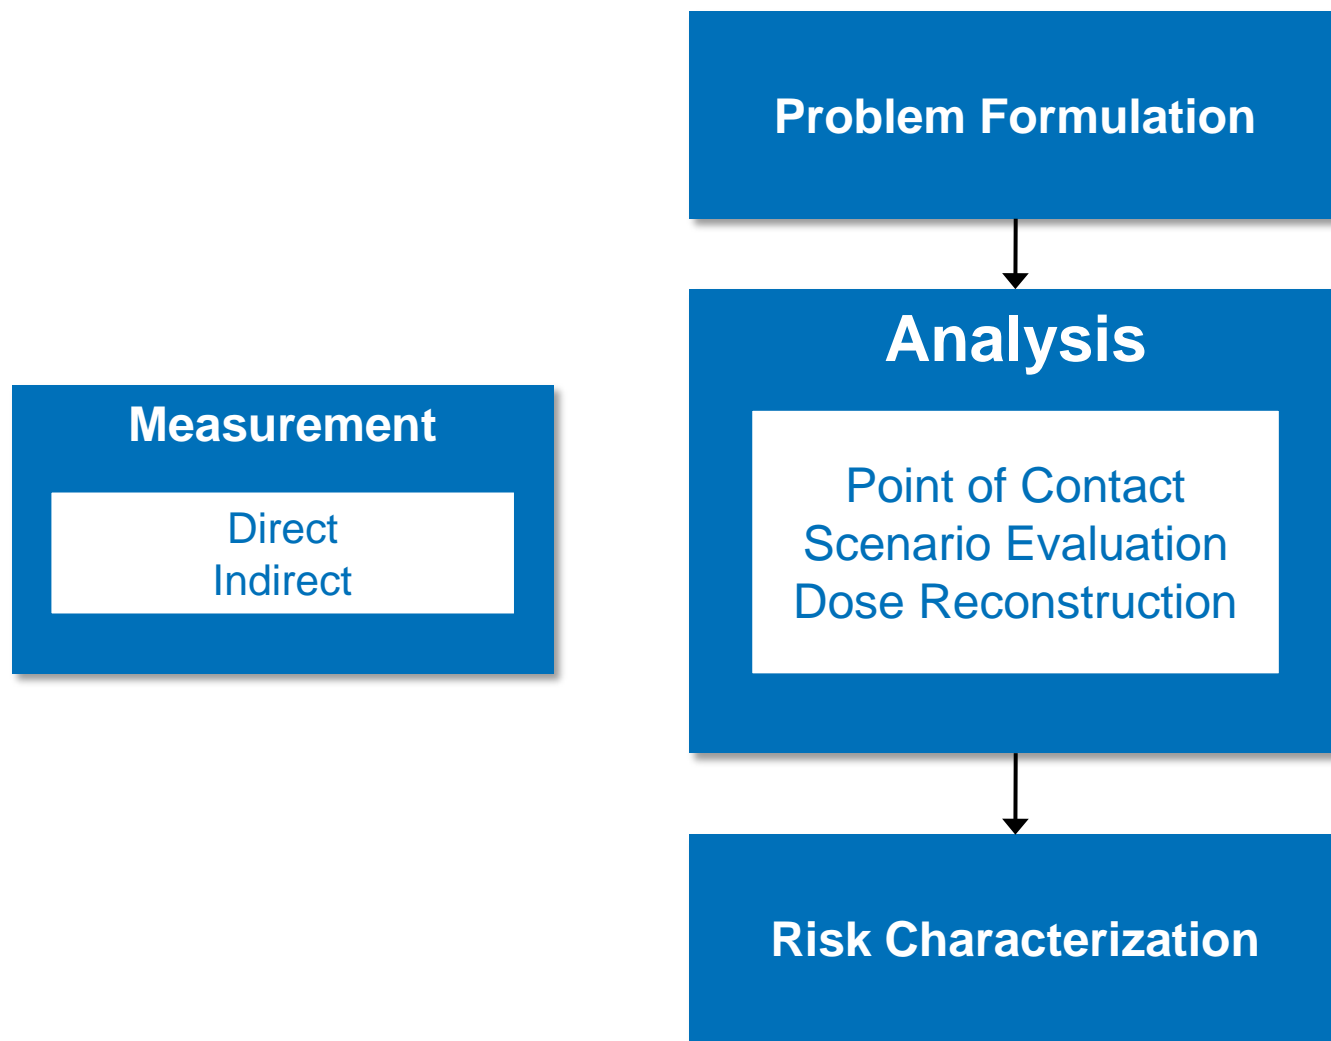 Problem Formulation
Analysis
Point of Contact
Scenario Evaluation
Dose Reconstruction
Measurement
Direct
Indirect
Risk Characterization